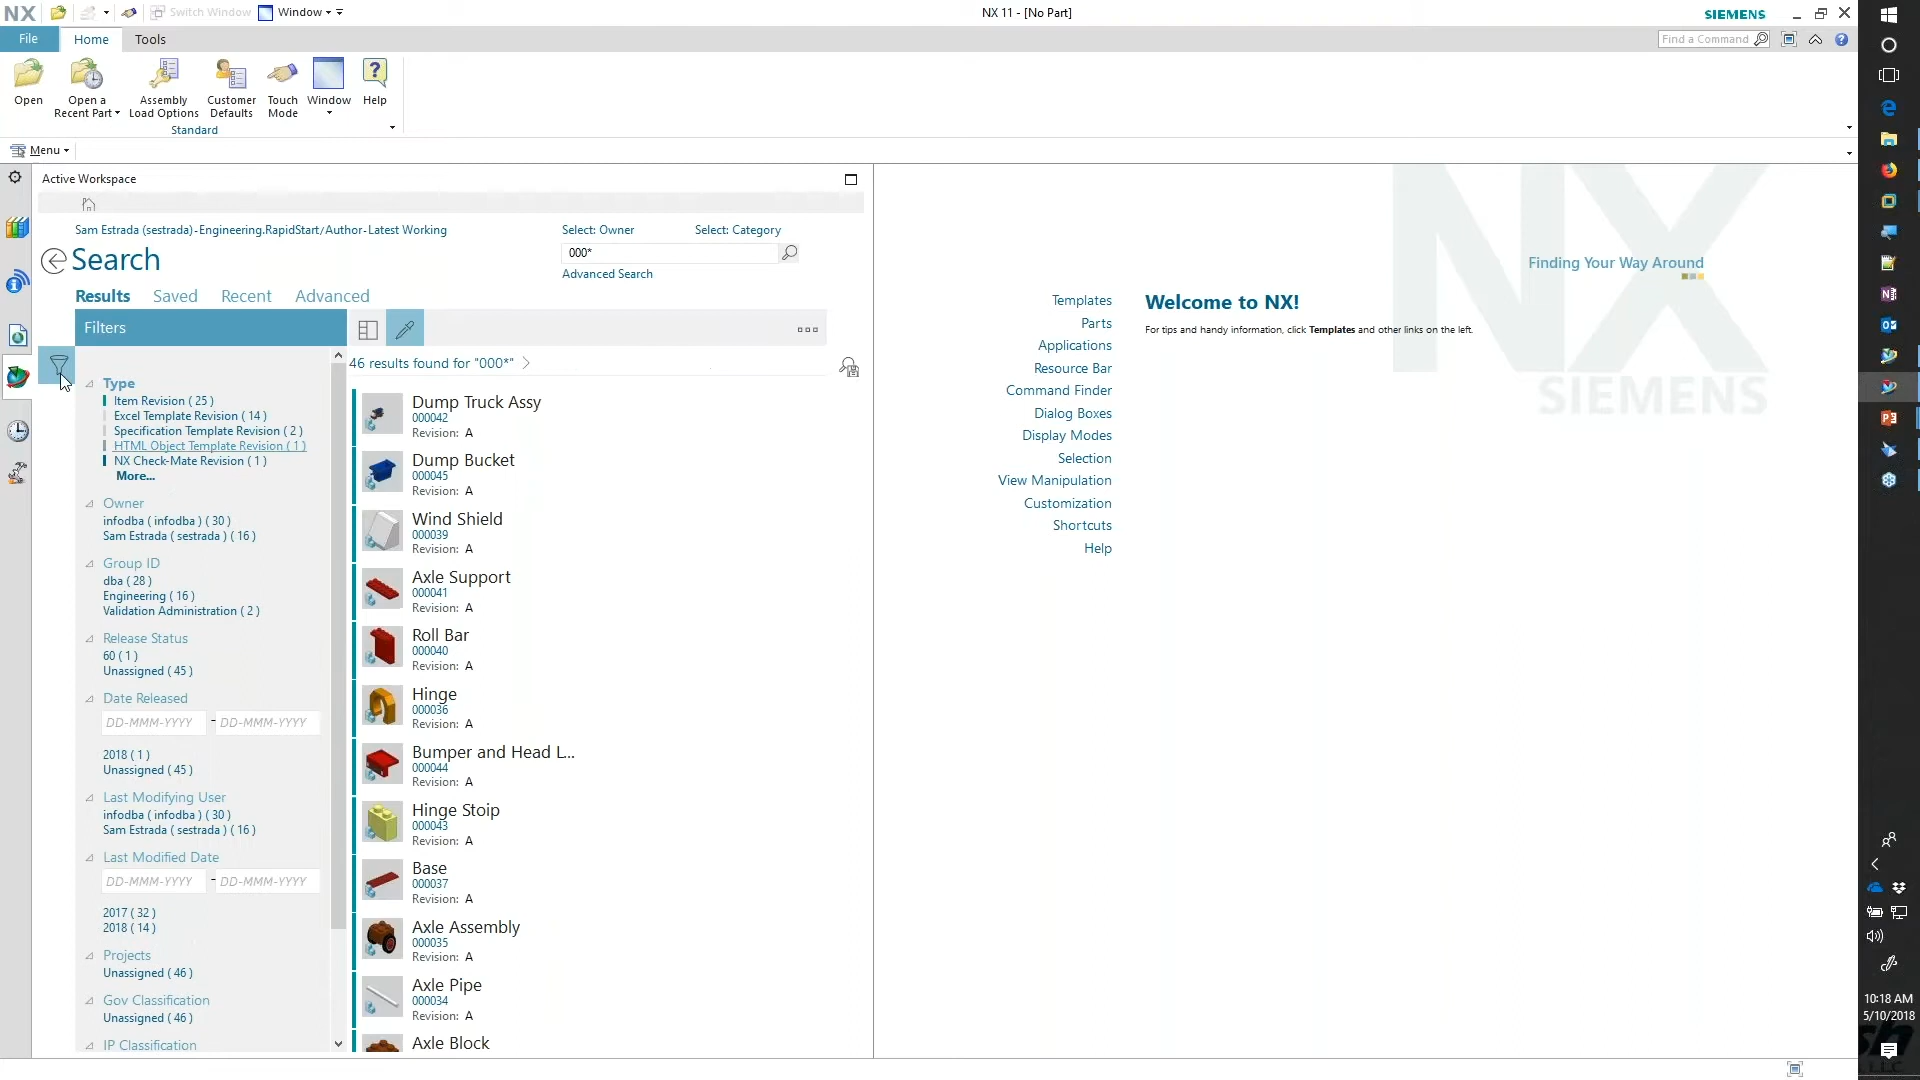 NX
Switch Window
Window
NX 11 - [No Part]
SIEMENS
File
Home
Tools
Find a Command
Open
Open a
Recent Part
Assembly
Load Options
Customer
Defaults
Touch
Mode
Window
Help
Standard
Menu
Active Workspace
Sam Estrada (sestrada)-Engineering.RapidStart/Author-Latest Working
Select: Owner
Select: Category
Search
000*
Advanced Search
Results
Saved
Recent
Advanced
Filters
46 results found for "000*"
Type
Item Revision ( 25 )
Excel Template Revision ( 14 )
Specification Template Revision ( 2 )
HTML Object Template Revision ( 1 )
NX Check-Mate Revision ( 1 )
More...
Owner
infodba ( infodba ) ( 30 )
Sam Estrada ( sestrada ) ( 16 )
Group ID
dba ( 28 )
Engineering ( 16 )
Validation Administration ( 2 )
Release Status
60 ( 1 )
Unassigned ( 45 )
Date Released
DD-MMM-YYYY - DD-MMM-YYYY
2018 ( 1 )
Unassigned ( 45 )
Last Modifying User
infodba ( infodba ) ( 30 )
Sam Estrada ( sestrada ) ( 16 )
Last Modified Date
DD-MMM-YYYY - DD-MMM-YYYY
2017 ( 32 )
2018 ( 14 )
Projects
Unassigned ( 46 )
Gov Classification
Unassigned ( 46 )
IP Classification
Dump Truck Assy
000042
Revision: A
Dump Bucket
000045
Revision: A
Wind Shield
000039
Revision: A
Axle Support
000041
Revision: A
Roll Bar
000040
Revision: A
Hinge
000036
Revision: A
Bumper and Head L...
000044
Revision: A
Hinge Stoip
000043
Revision: A
Base
000037
Revision: A
Axle Assembly
000035
Revision: A
Axle Pipe
000034
Revision: A
Axle Block
NX
SIEMENS
Finding Your Way Around
Templates
Parts
Applications
Resource Bar
Command Finder
Dialog Boxes
Display Modes
Selection
View Manipulation
Customization
Shortcuts
Help
Welcome to NX!
For tips and handy information, click Templates and other links on the left.
10:18 AM
5/10/2018